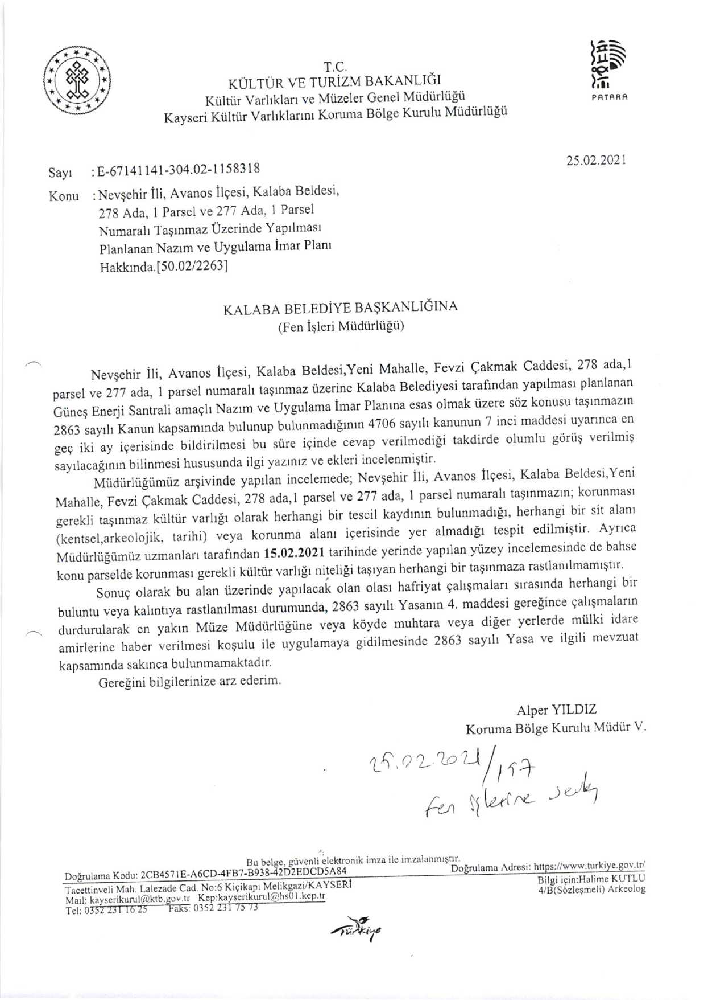 T.C.
KÜLTÜR VE TURİZM BAKANLIĞI
Kültür Varlıkları ve Müzeler Genel Müdürlüğü
Kayseri Kültür Varlıklarını Koruma Bölge Kurulu Müdürlüğü
PATARA
Sayı :E-67141141-304.02-1158318
25.02.2021
Konu :Nevşehir İli, Avanos İlçesi, Kalaba Beldesi,
278 Ada, 1 Parsel ve 277 Ada, 1 Parsel
Numaralı Taşınmaz Üzerinde Yapılması
Planlanan Nazım ve Uygulama İmar Planı
Hakkında.[50.02/2263]
KALABA BELEDİYE BAŞKANLIĞINA
(Fen İşleri Müdürlüğü)
Nevşehir İli, Avanos İlçesi, Kalaba Beldesi,Yeni Mahalle, Fevzi Çakmak Caddesi, 278 ada,1
parsel ve 277 ada, 1 parsel numaralı taşınmaz üzerine Kalaba Belediyesi tarafından yapılması planlanan
Güneş Enerji Santrali amaçlı Nazım ve Uygulama İmar Planına esas olmak üzere söz konusu taşınmazın
2863 sayılı Kanun kapsamında bulunup bulunmadığının 4706 sayılı kanunun 7 inci maddesi uyarınca en
geç iki ay içerisinde bildirilmesi bu süre içinde cevap verilmediği takdirde olumlu görüş verilmiş
sayılacağının bilinmesi hususunda ilgi yazınız ve ekleri incelenmiştir.
Müdürlüğümüz arşivinde yapılan incelemede; Nevşehir İli, Avanos İlçesi, Kalaba Beldesi,Yeni
Mahalle, Fevzi Çakmak Caddesi, 278 ada,1 parsel ve 277 ada, 1 parsel numaralı taşınmazın; korunması
gerekli taşınmaz kültür varlığı olarak herhangi bir tescil kaydının bulunmadığı, herhangi bir sit alanı
(kentsel,arkeolojik, tarihi) veya korunma alanı içerisinde yer almadığı tespit edilmiştir. Ayrıca
Müdürlüğümüz uzmanları tarafından 15.02.2021 tarihinde yerinde yapılan yüzey incelemesinde de bahse
konu parselde korunması gerekli kültür varlığı niteliği taşıyan herhangi bir taşınmaza rastlanılmamıştır.
Sonuç olarak bu alan üzerinde yapılacak olan olası hafriyat çalışmaları sırasında herhangi bir
buluntu veya kalıntıya rastlanılması durumunda, 2863 sayılı Yasanın 4. maddesi gereğince çalışmaların
durdurularak en yakın Müze Müdürlüğüne veya köyde muhtara veya diğer yerlerde mülki idare
amirlerine haber verilmesi koşulu ile uygulamaya gidilmesinde 2863 sayılı Yasa ve ilgili mevzuat
kapsamında sakınca bulunmamaktadır.
Gereğini bilgilerinize arz ederim.
Alper YILDIZ
Koruma Bölge Kurulu Müdür V.
25.02.2021/157
Fen işlerine
Bu belge, güvenli elektronik imza ile imzalanmıştır.
Doğrulama Kodu: 2CB4571E-A6CD-4FB7-B938-42D2EDCD5A84
Doğrulama Adresi: https://www.turkiye.gov.tr/
Tacettinveli Mah. Lalezade Cad. No:6 Kiçikapı Melikgazi/KAYSERİ
Bilgi için:Halime KUTLU
Mail: kayserikurul@ktb.gov.tr Kep:kayserikurul@hs01.kep.tr
4/B(Sözleşmeli) Arkeolog
Tel: 0352 231 16 25 Faks: 0352 231 75 73
Türkiye